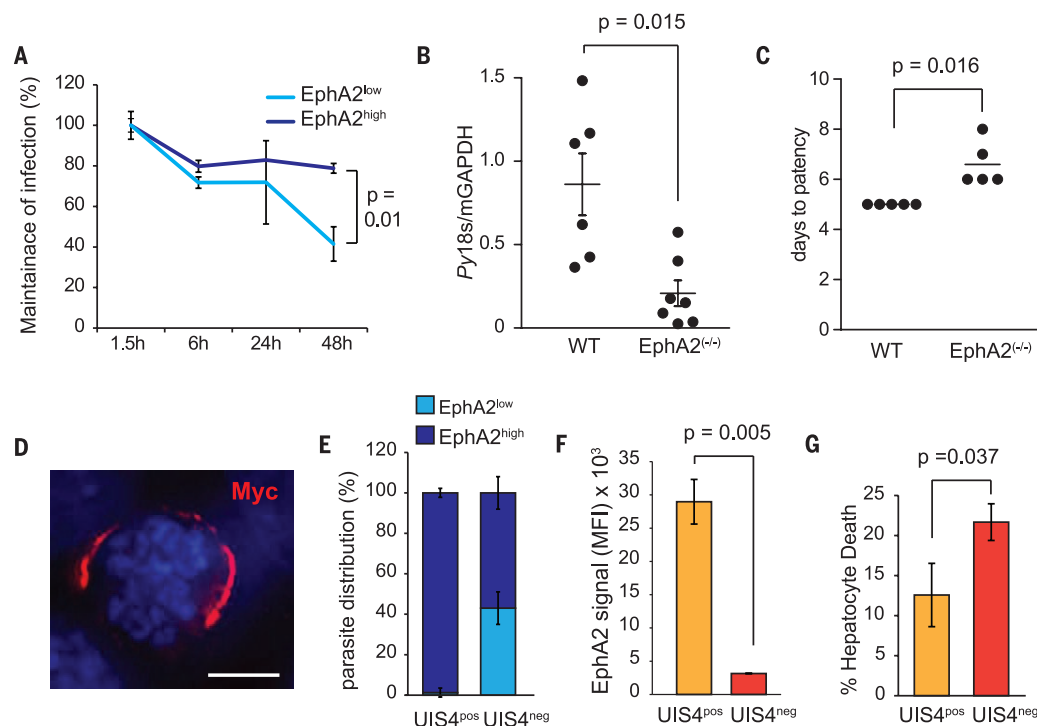 A
Maintainace of infection (%)
120
100
80
60
40
20
0
1.5h 6h 24h 48h
EphA2low
EphA2high
p =
0.01
B
p = 0.015
Py18s/mGAPDH
1.5
1.0
0.5
0
WT EphA2(-/-)
C
p = 0.016
days to patency
10
8
6
4
2
0
WT EphA2(-/-)
D
Myc
E
EphA2low
EphA2high
parasite distribution (%)
120
100
80
60
40
20
0
UIS4pos UIS4neg
F
p = 0.005
EphA2 signal (MFI) x 103
35
30
25
20
15
10
5
0
UIS4pos UIS4neg
G
p =0.037
% Hepatocyte Death
25
20
15
10
5
0
UIS4pos UIS4neg